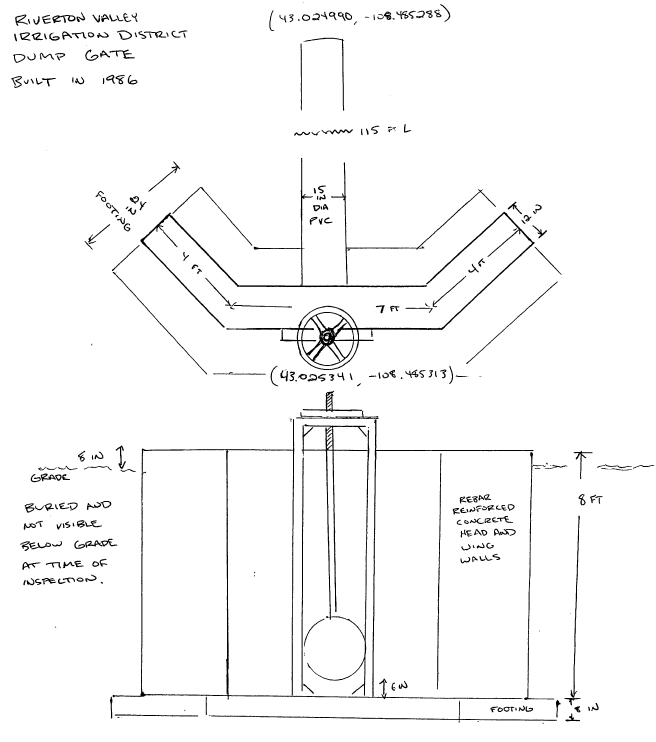 RIVERTON VALLEY
IRRIGATION DISTRICT
DUMP GATE
BUILT IN 1986
(43.024990, -108.485288)
115 FT L
15
IN
DIA
PVC
24
IN
FOOTING
12 IN
4 FT
4 FT
7 FT
(43.025341, -108.485313)
8 IN
GRADE
BURIED AND
NOT VISIBLE
BELOW GRADE
AT TIME OF
INSPECTION.
REBAR
REINFORCED
CONCRETE
HEAD AND
WING
WALLS
8 FT
6 IN
FOOTING
8 IN